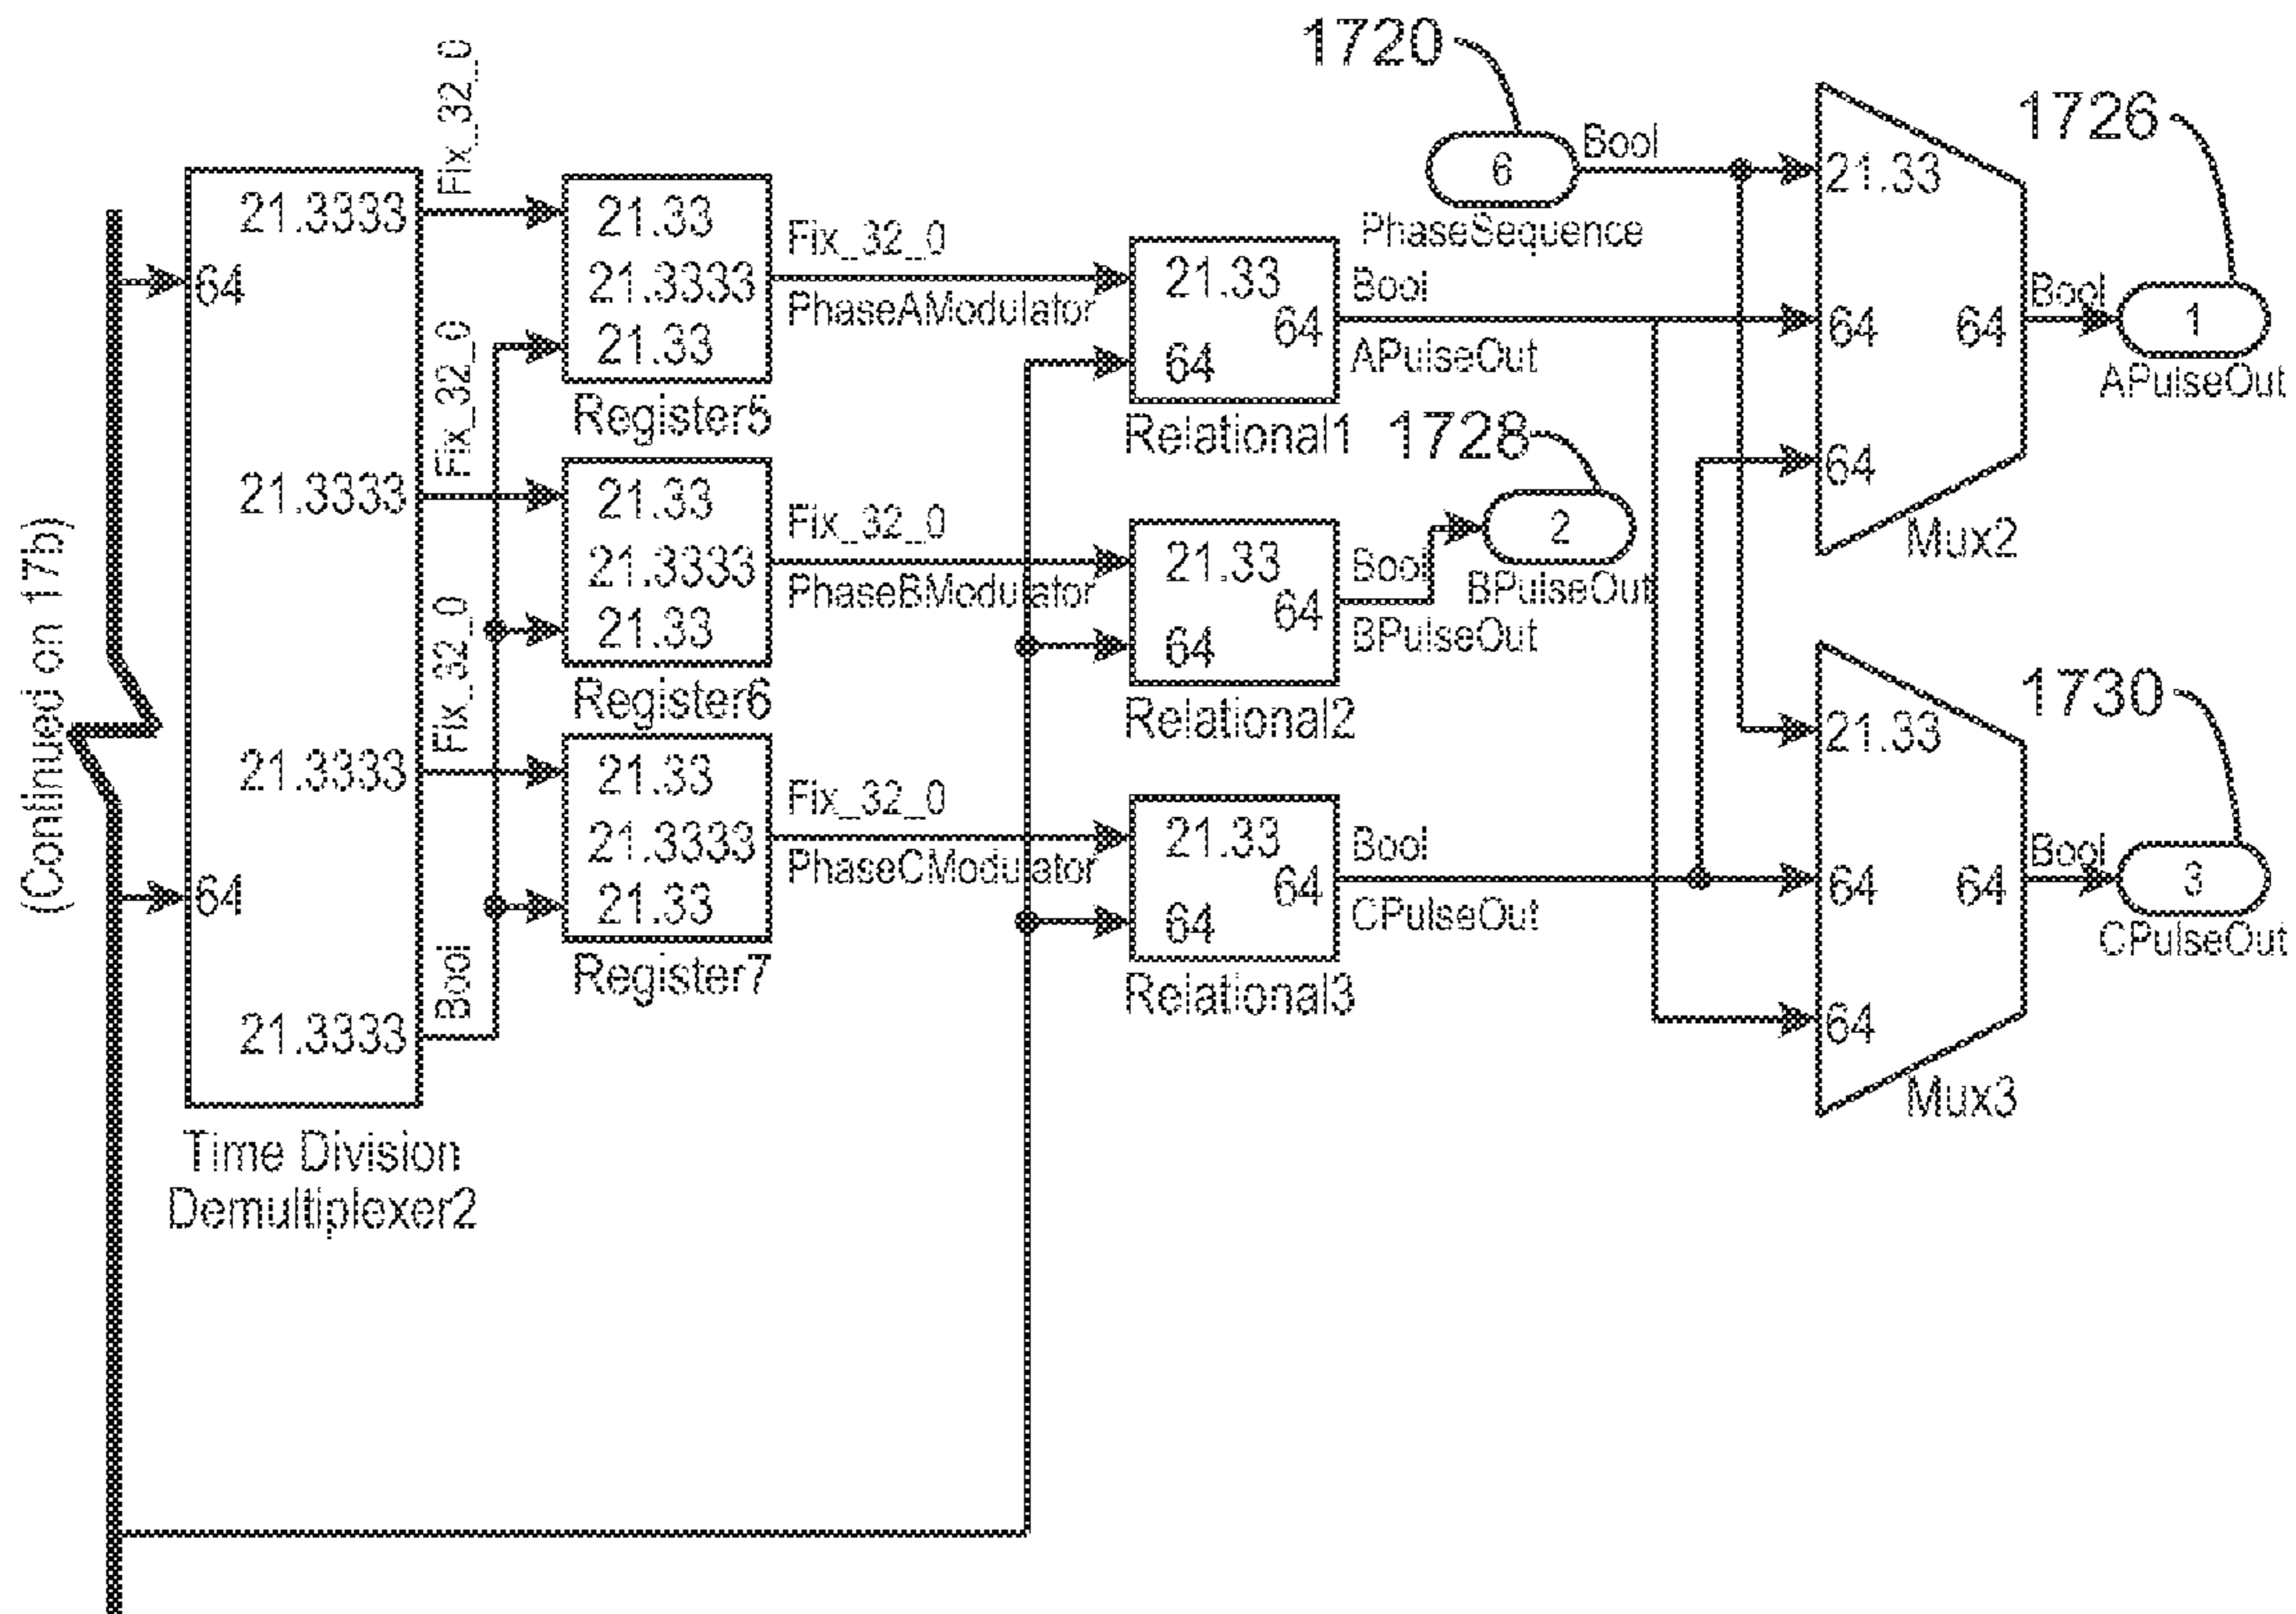 (Continued on 17b)
64
64
21.3333
21.3333
21.3333
21.3333
Time Division
Demultiplexer2
Fix_32_0
Fix_32_0
Fix_32_0
Bool
21.33
21.3333
21.33
Register5
21.33
21.3333
21.33
Register6
21.33
21.3333
21.33
Register7
Fix_32_0
PhaseAModulator
Fix_32_0
PhaseBModulator
Fix_32_0
PhaseCModulator
21.33
64
64
Relational1
21.33
64
64
Relational2
21.33
64
64
Relational3
Bool
APulseOut
Bool
BPulseOut
Bool
CPulseOut
1720
6
Bool
PhaseSequence
1728
2
BPulseOut
21.33
64
64
64
Mux2
21.33
64
64
64
Mux3
1726
Bool
1
APulseOut
1730
Bool
3
CPulseOut